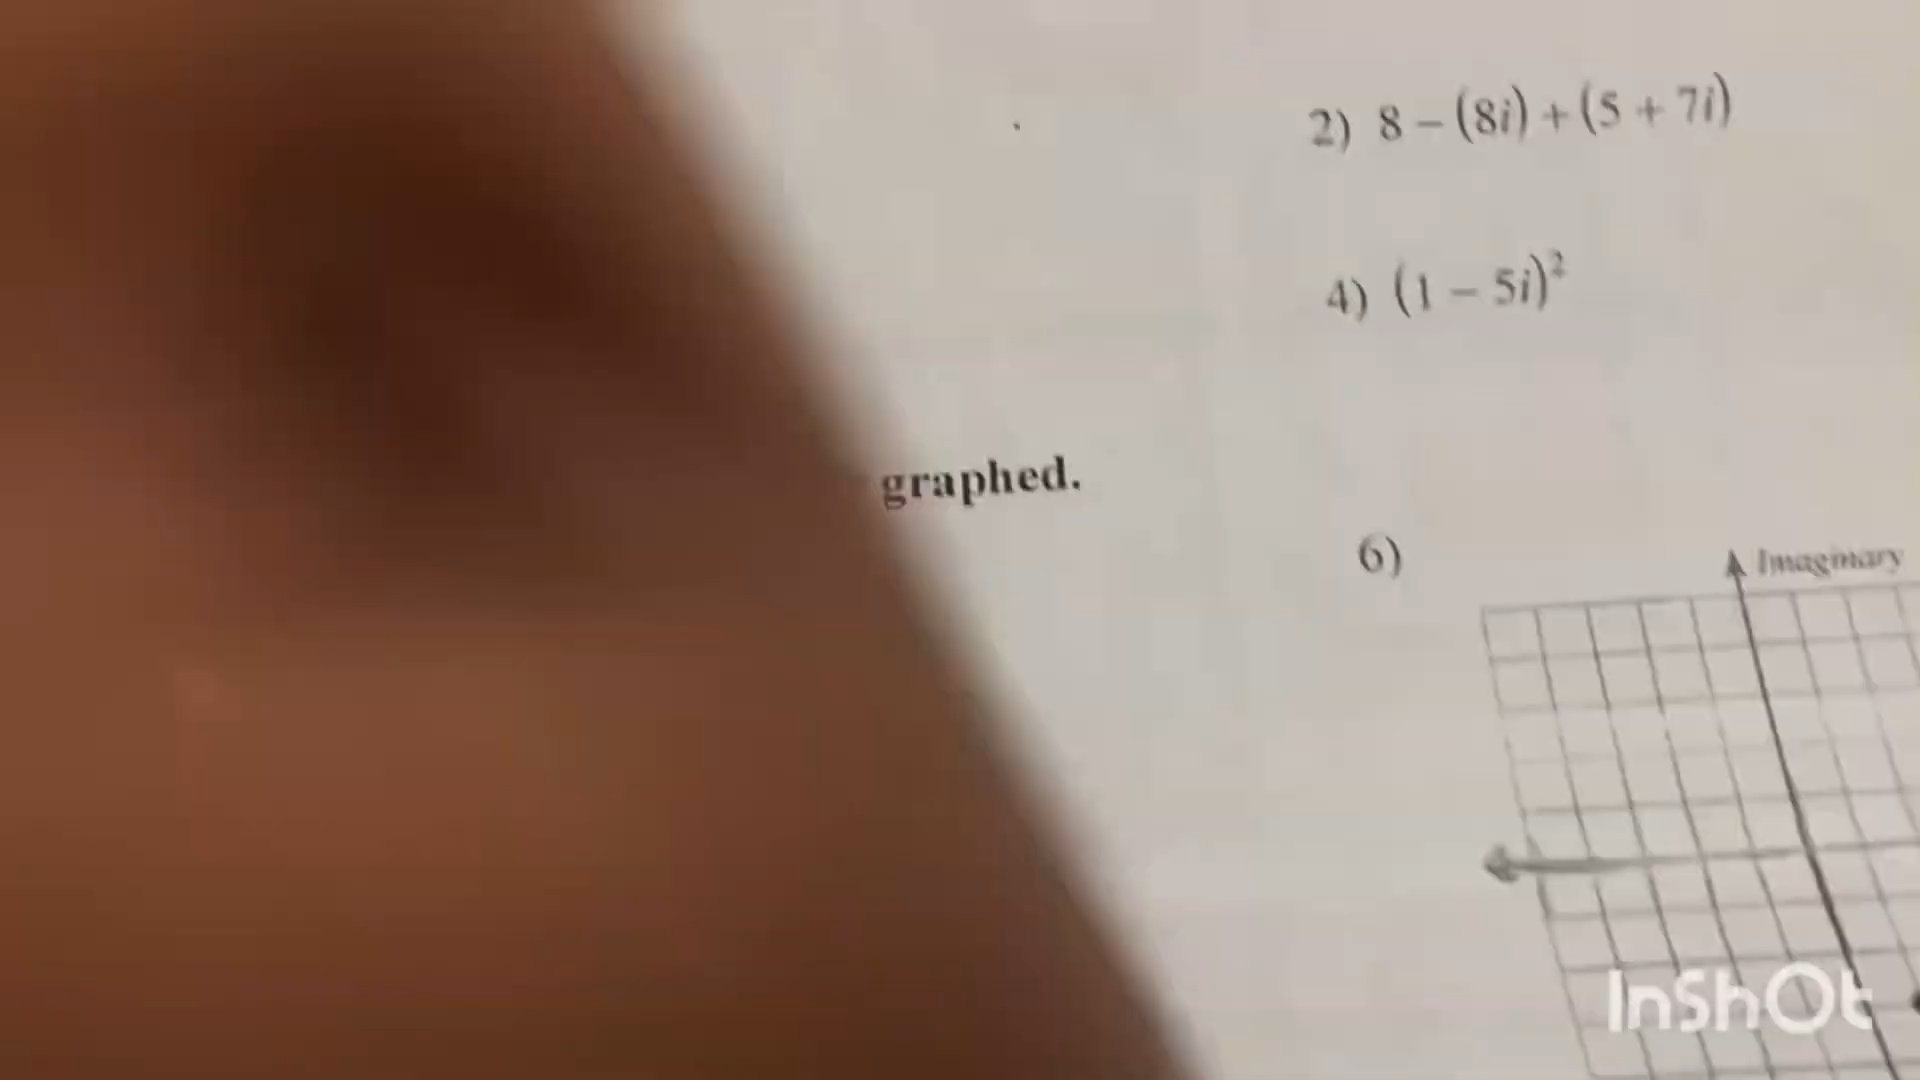 2) 8 – (8i) + (5 + 7i)
4) (1 – 5i)²
graphed.
6)
Imaginary
InShOt